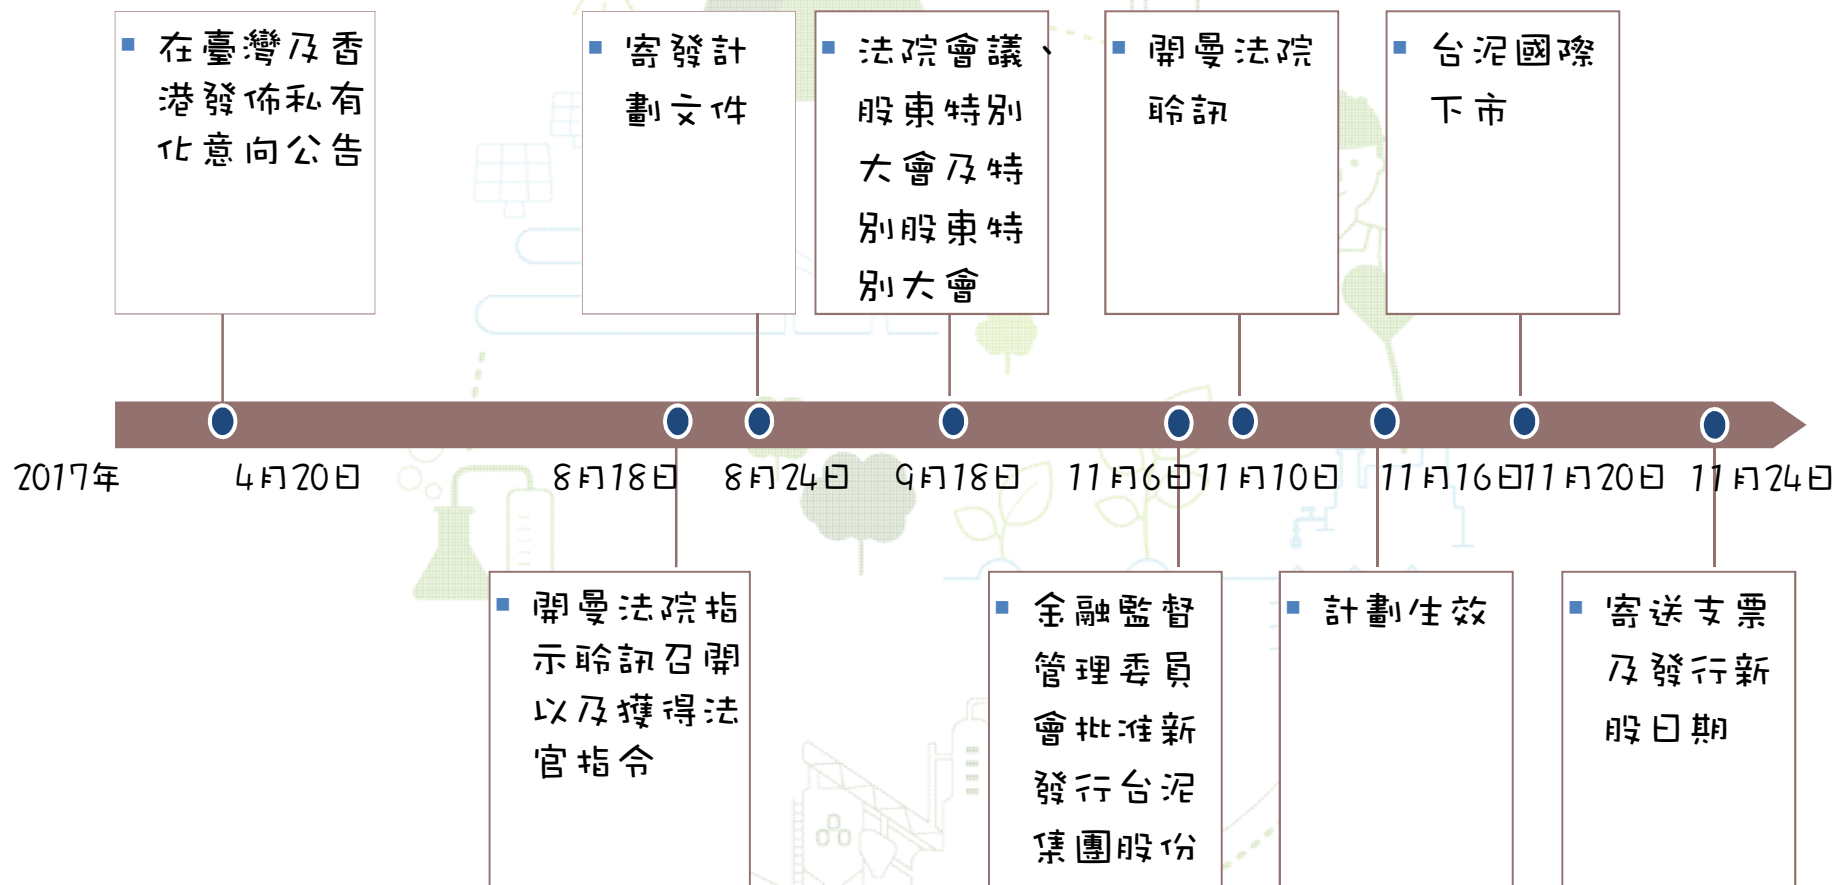 在臺灣及香
港發佈私有
化意向公告
寄發計
劃文件
法院會議、
股東特別
大會及特
別股東特
別大會
開曼法院
聆訊
台泥國際
下市
2017年
4月20日
8月18日
8月24日
9月18日
11月6日
11月10日
11月16日
11月20日
11月24日
開曼法院指
示聆訊召開
以及獲得法
官指令
金融監督
管理委員
會批准新
發行台泥
集團股份
計劃生效
寄送支票
及發行新
股日期